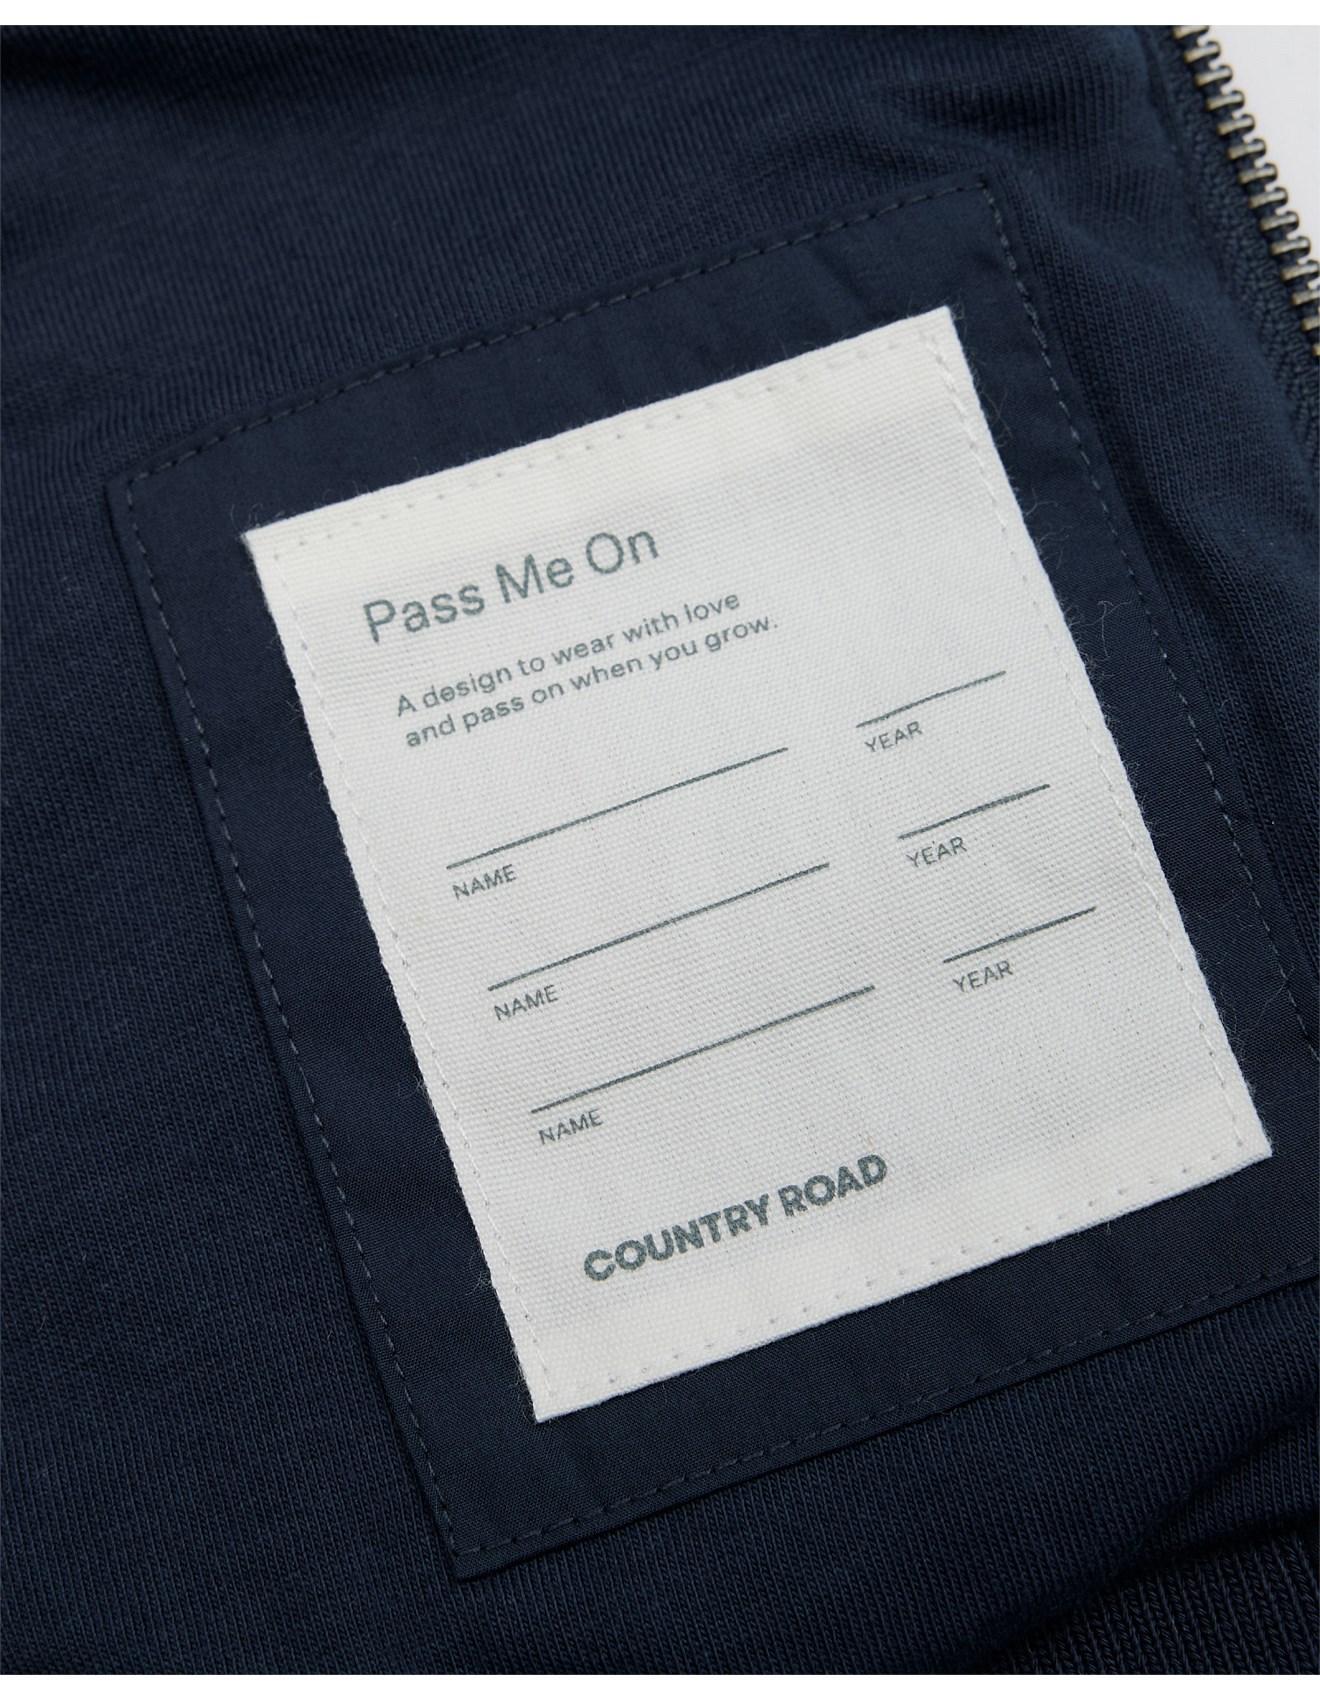 Pass Me On
A design to wear with love
and pass on when you grow.
NAME YEAR
NAME YEAR
NAME YEAR
COUNTRY ROAD